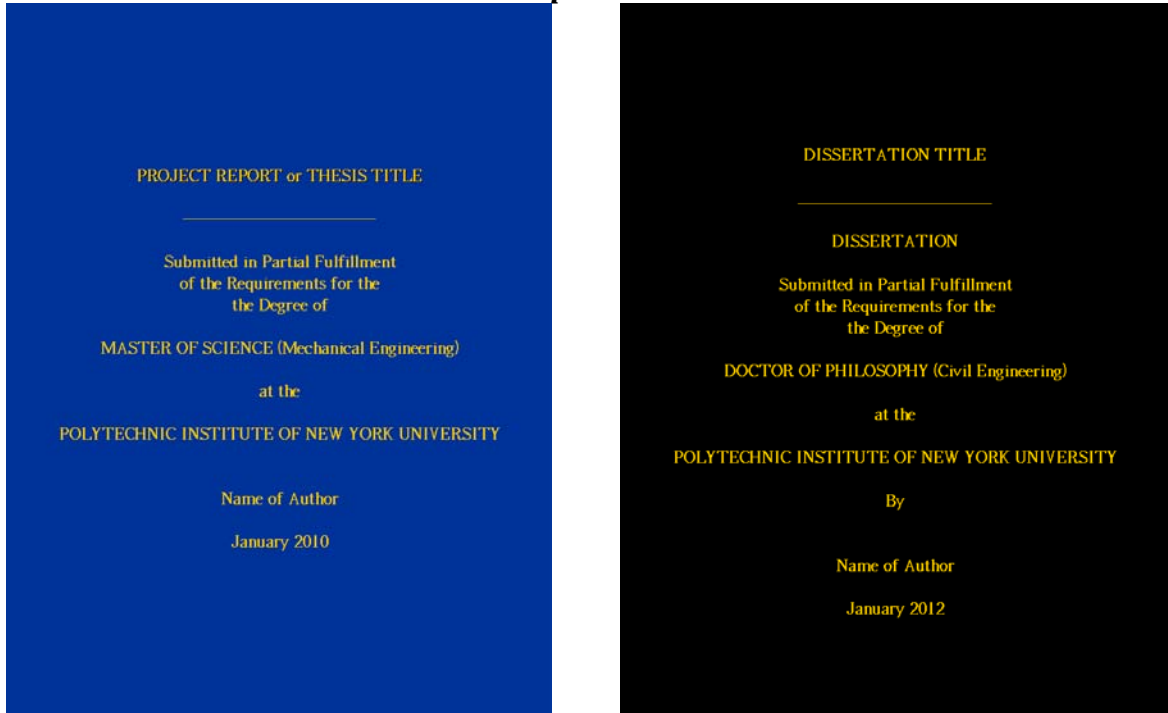 PROJECT REPORT or THESIS TITLE
Submitted in Partial Fulfillment
of the Requirements for the
the Degree of
MASTER OF SCIENCE (Mechanical Engineering)
at the
POLYTECHNIC INSTITUTE OF NEW YORK UNIVERSITY
Name of Author
January 2010
DISSERTATION TITLE
DISSERTATION
Submitted in Partial Fulfillment
of the Requirements for the
the Degree of
DOCTOR OF PHILOSOPHY (Civil Engineering)
at the
POLYTECHNIC INSTITUTE OF NEW YORK UNIVERSITY
By
Name of Author
January 2012